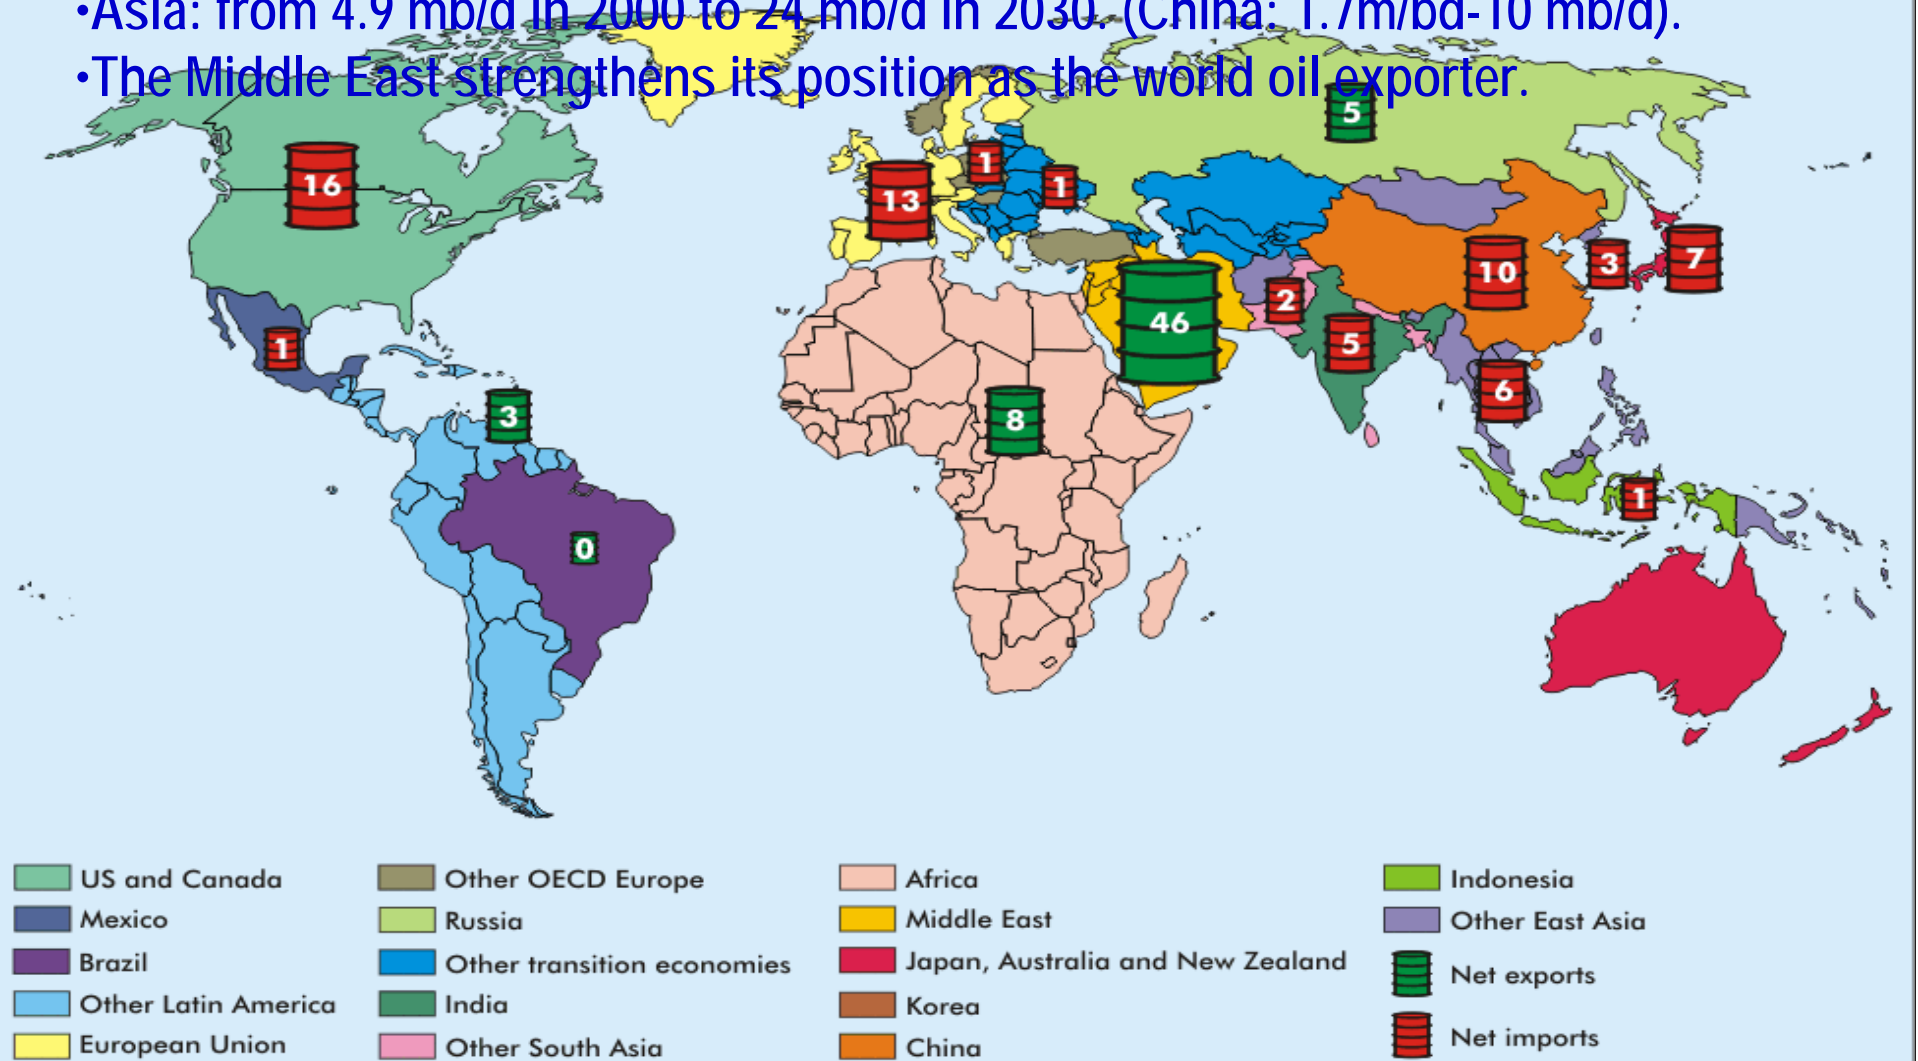 •Asia: from 4.9 mb/d in 2000 to 24 mb/d in 2030. (China: 1.7m/bd-10 mb/d).
•The Middle East strengthens its position as the world oil exporter.
5
16
1
13
1
10
3
7
46
2
1
5
3
6
8
1
0
US and Canada
Mexico
Brazil
Other Latin America
European Union
Other OECD Europe
Russia
Other transition economies
India
Other South Asia
Africa
Middle East
Japan, Australia and New Zealand
Korea
China
Indonesia
Other East Asia
Net exports
Net imports